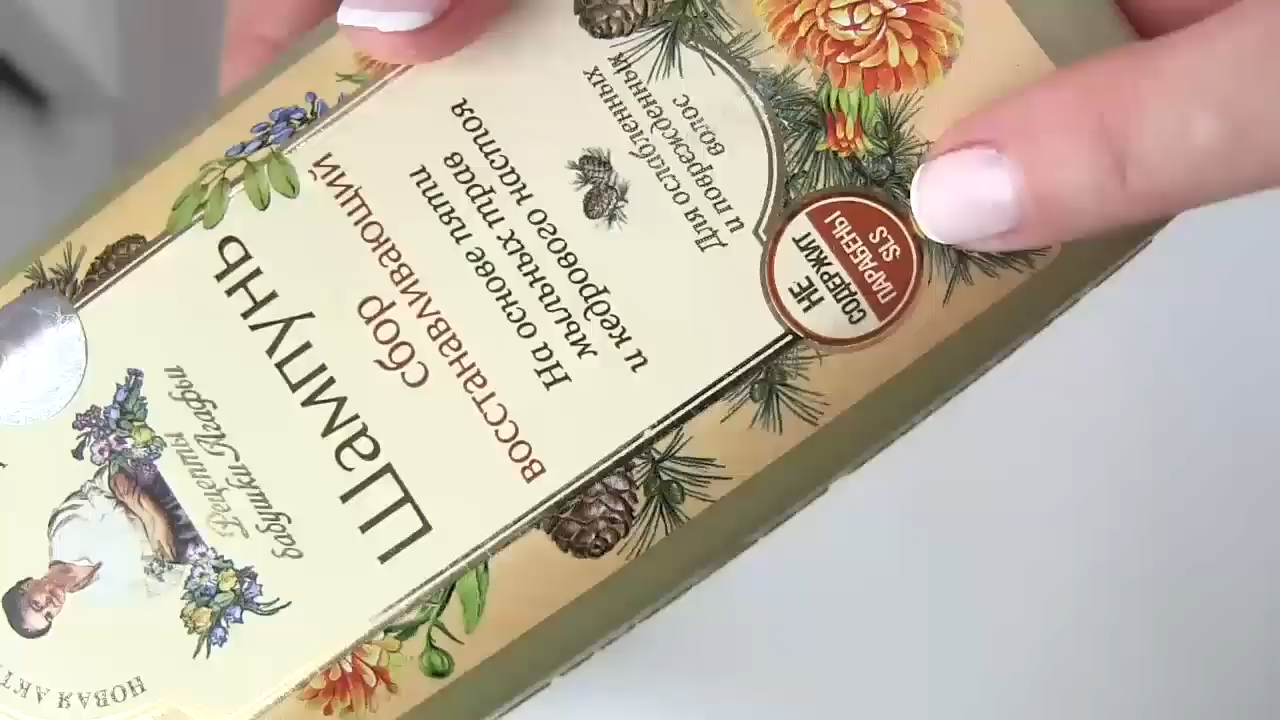 НОВАЯ АКТ
Рецепты
бабушки Агафьи
Шампунь
сбор
восстанавливающий
На основе пяти
мыльных трав
и кедрового настоя
Для ослабленных
и поврежденных
волос
НЕ
СОДЕРЖИТ
ПАРАБЕНЫ
SLS